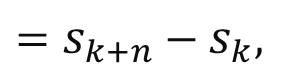 = s_{k+n} − s_k,